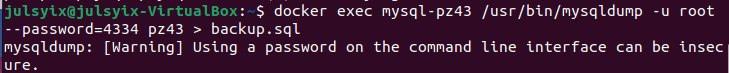 julsyix@julsyix-VirtualBox:~$ docker exec mysql-pz43 /usr/bin/mysqldump -u root
--password=4334 pz43 > backup.sql
mysqldump: [Warning] Using a password on the command line interface can be insec
ure.